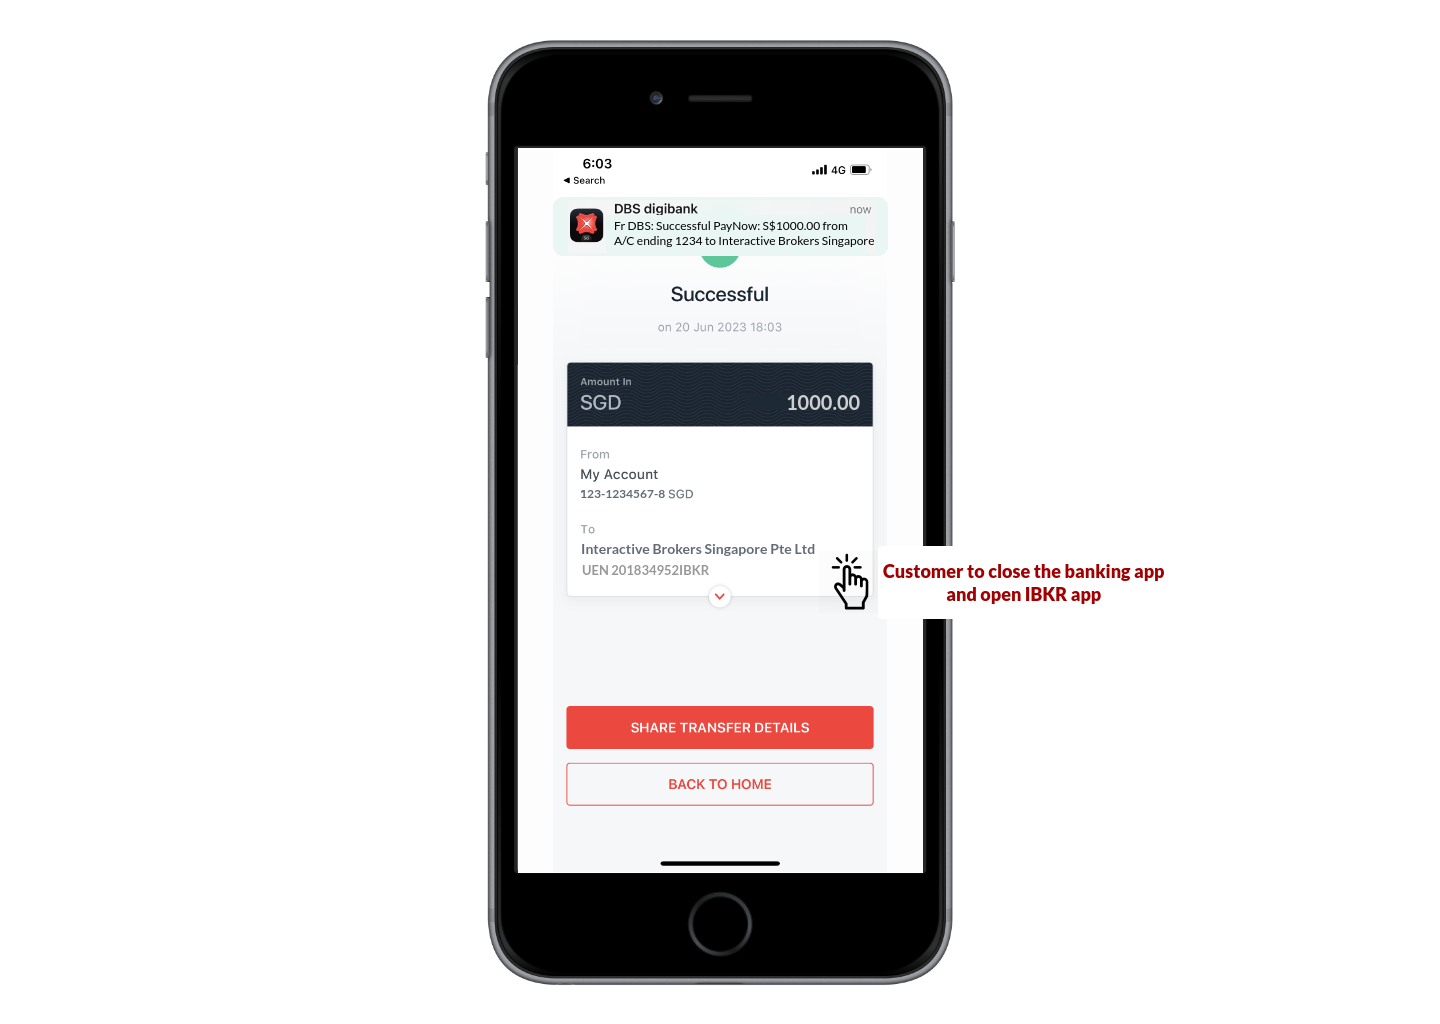 6:03
4G
◀ Search
DBS digibank
now
Fr DBS: Successful PayNow: S$1000.00 from
A/C ending 1234 to Interactive Brokers Singapore
Successful
on 20 Jun 2023 18:03
Amount In
SGD
1000.00
From
My Account
123-1234567-8 SGD
To
Interactive Brokers Singapore Pte Ltd
UEN 201834952IBKR
Customer to close the banking app
and open IBKR app
SHARE TRANSFER DETAILS
BACK TO HOME